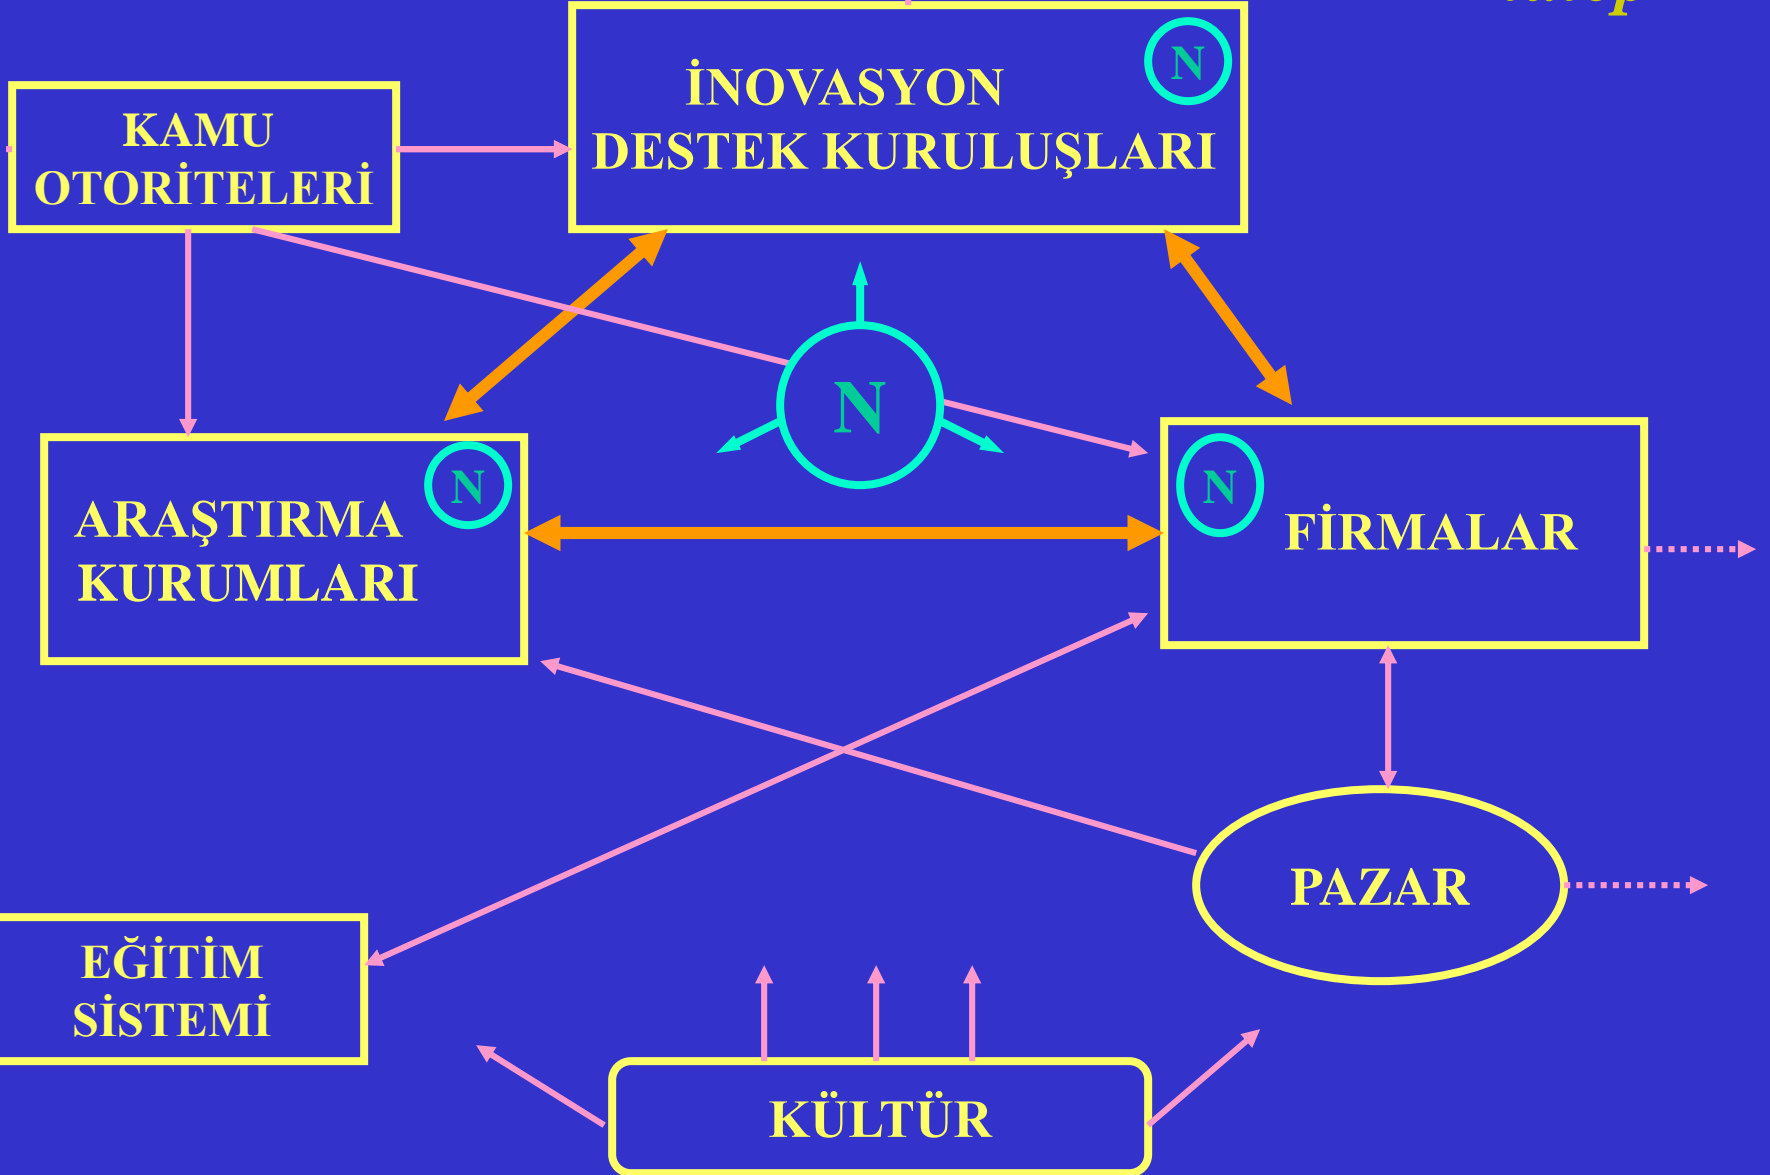 İNOVASYON
DESTEK KURULUŞLARI
N
KAMU
OTORİTELERİ
N
ARAŞTIRMA
KURUMLARI
N
N
FİRMALAR
PAZAR
EĞİTİM
SİSTEMİ
KÜLTÜR